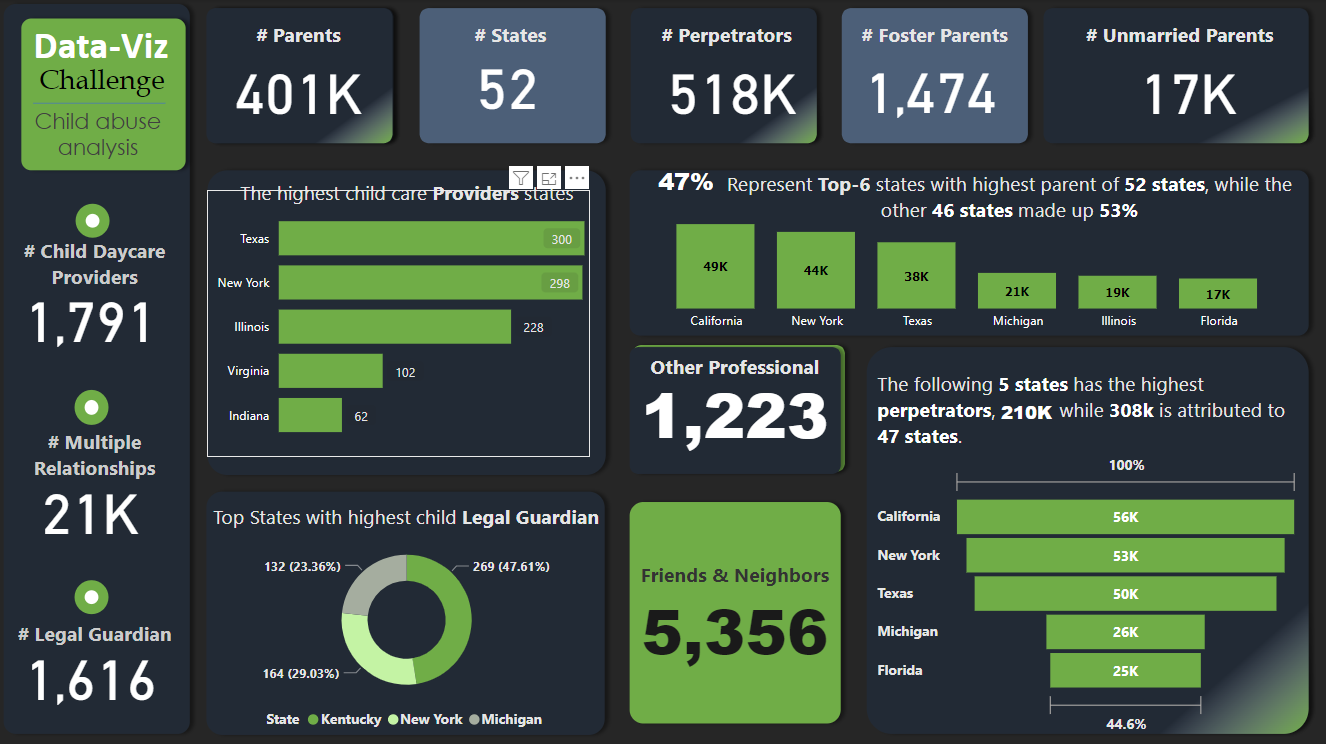 Data-Viz
Challenge
Child abuse
analysis
# Parents
401K
# States
52
# Perpetrators
518K
# Foster Parents
1,474
# Unmarried Parents
17K
# Child Daycare
Providers
1,791
# Multiple
Relationships
21K
# Legal Guardian
1,616
The highest child care Providers states
Texas 300
New York 298
Illinois 228
Virginia 102
Indiana 62
47% Represent Top-6 states with highest parent of 52 states, while the
other 46 states made up 53%
49K 44K 38K 21K 19K 17K
California New York Texas Michigan Illinois Florida
Other Professional
1,223
The following 5 states has the highest
perpetrators, 210K while 308k is attributed to
47 states.
100%
California 56K
New York 53K
Texas 50K
Michigan 26K
Florida 25K
44.6%
Top States with highest child Legal Guardian
132 (23.36%) 269 (47.61%)
164 (29.03%)
State Kentucky New York Michigan
Friends & Neighbors
5,356